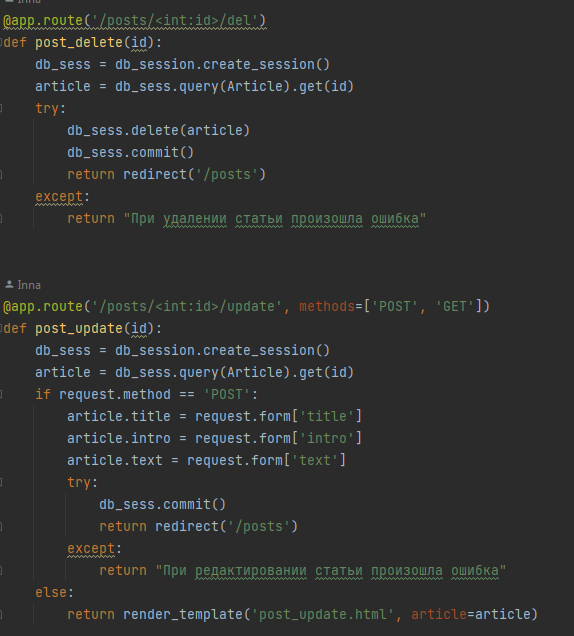 Inna
@app.route('/posts/<int:id>/del')
def post_delete(id):
    db_sess = db_session.create_session()
    article = db_sess.query(Article).get(id)
    try:
        db_sess.delete(article)
        db_sess.commit()
        return redirect('/posts')
    except:
        return "При удалении статьи произошла ошибка"
Inna
@app.route('/posts/<int:id>/update', methods=['POST', 'GET'])
def post_update(id):
    db_sess = db_session.create_session()
    article = db_sess.query(Article).get(id)
    if request.method == 'POST':
        article.title = request.form['title']
        article.intro = request.form['intro']
        article.text = request.form['text']
        try:
            db_sess.commit()
            return redirect('/posts')
        except:
            return "При редактировании статьи произошла ошибка"
    else:
        return render_template('post_update.html', article=article)